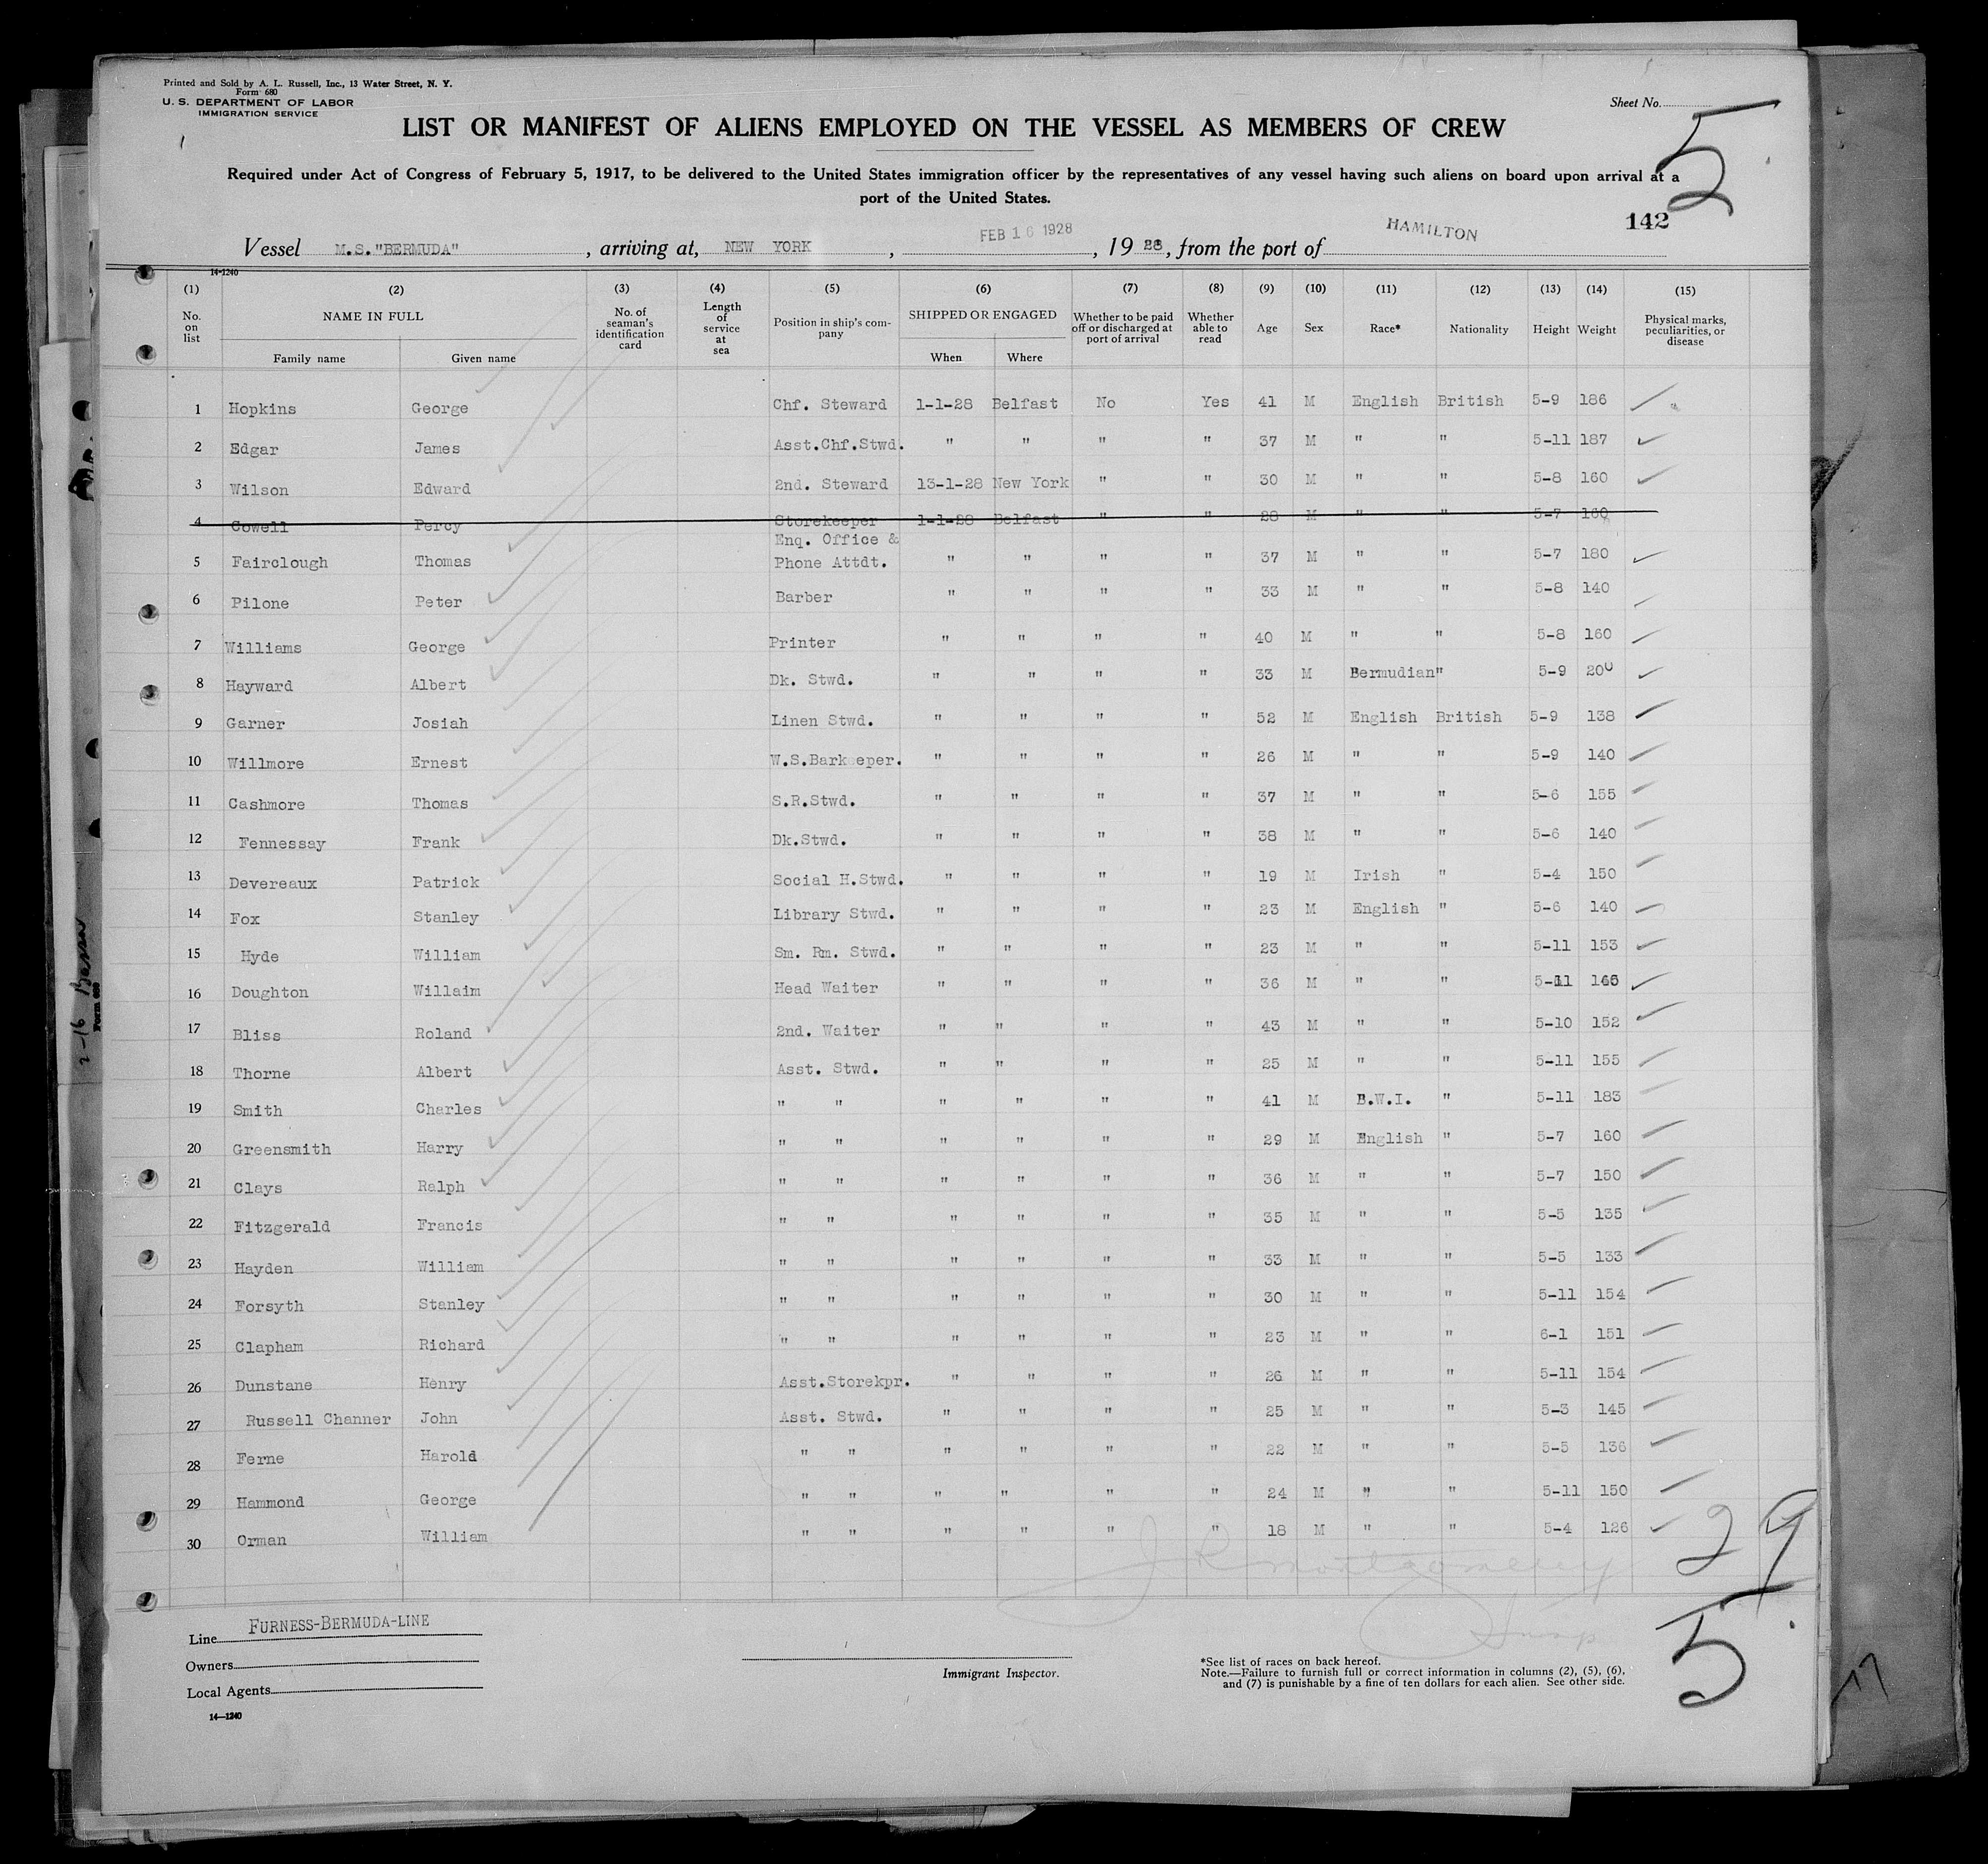 Printed and Sold by A. L. Russell, Inc., 13 Water Street, N. Y.
Form 680
U. S. DEPARTMENT OF LABOR
IMMIGRATION SERVICE
Sheet No.
5
LIST OR MANIFEST OF ALIENS EMPLOYED ON THE VESSEL AS MEMBERS OF CREW
Required under Act of Congress of February 5, 1917, to be delivered to the United States immigration officer by the representatives of any vessel having such aliens on board upon arrival at a
port of the United States.
142
Vessel M.S."BERMUDA", arriving at, NEW YORK, FEB 16 1928, 1928, from the port of HAMILTON
14-1240
(1) (2) (3) (4) (5) (6) (7) (8) (9) (10) (11) (12) (13) (14) (15)
No. on list NAME IN FULL Family name Given name No. of seaman's identification card Length of service at sea Position in ship's com-pany SHIPPED OR ENGAGED When Where Whether to be paid off or discharged at port of arrival Whether able to read Age Sex Race* Nationality Height Weight Physical marks, peculiarities, or disease
1 Hopkins George Chf. Steward 1-1-28 Belfast No Yes 41 M English British 5-9 186
2 Edgar James Asst.Chf.Stwd. " " " " 37 M " " 5-11 187
3 Wilson Edward 2nd. Steward 13-1-28 New York " " 30 M " " 5-8 160
4 Cowell Percy Storekeeper 1-1-28 Belfast " " 28 M " " 5-7 160
Enq. Office &
5 Fairclough Thomas Phone Attdt. " " " " 37 M " " 5-7 180
6 Pilone Peter Barber " " " " 33 M " " 5-8 140
7 Williams George Printer " " " " 40 M " " 5-8 160
8 Hayward Albert Dk. Stwd. " " " " 33 M Bermudian " 5-9 200
9 Garner Josiah Linen Stwd. " " " " 52 M English British 5-9 138
10 Willmore Ernest W.S.Bark eper. " " " " 26 M " " 5-9 140
11 Cashmore Thomas S.R.Stwd. " " " " 37 M " " 5-6 155
12 Fennessay Frank Dk.Stwd. " " " " 38 M " " 5-6 140
13 Devereaux Patrick Social H.Stwd. " " " " 19 M Irish " 5-4 150
14 Fox Stanley Library Stwd. " " " " 23 M English " 5-6 140
15 Hyde William Sm. Rm. Stwd. " " " " 23 M " " 5-11 153
16 Doughton Willaim Head Waiter " " " " 36 M " " 5-11
17 Bliss Roland 2nd. Waiter " " " " 43 M " " 5-10 152
18 Thorne Albert Asst. Stwd. " " " " 25 M " " 5-11 155
19 Smith Charles " " " " " " 41 M B.W.I. " 5-11 183
20 Greensmith Harry " " " " " " 29 M English " 5-7 160
21 Clays Ralph " " " " " " 36 M " " 5-7 150
22 Fitzgerald Francis " " " " " " 35 M " " 5-5 135
23 Hayden William " " " " " " 33 M " " 5-5 133
24 Forsyth Stanley " " " " " " 30 M " " 5-11 154
25 Clapham Richard " " " " " " 23 M " " 6-1 151
26 Dunstane Henry Asst.Storekpr. " " " " 26 M " " 5-11 154
27 Russell Channer John Asst. Stwd. " " " " 25 M " " 5-3 145
28 Ferne Harold " " " " " " 22 M " " 5-5 136
29 Hammond George " " " " " " 24 M " " 5-11 150
30 Orman William " " " " " " 18 M " " 5-4 126
29
J R Montgomery
Line FURNESS-BERMUDA-LINE
Owners
Local Agents
14—1240
Immigrant Inspector.
*See list of races on back hereof.
Note.—Failure to furnish full or correct information in columns (2), (5), (6),
and (7) is punishable by a fine of ten dollars for each alien. See other side.
5
17
2-16
Form 680